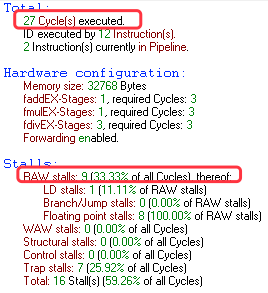 Total:
27 Cycle(s) executed.
ID executed by 12 Instruction(s).
2 Instruction(s) currently in Pipeline.
Hardware configuration:
Memory size: 32768 Bytes
faddEX-Stages: 1, required Cycles: 3
fmulEX-Stages: 1, required Cycles: 3
fdivEX-Stages: 3, required Cycles: 3
Forwarding enabled.
Stalls:
RAW stalls: 9 (33.33% of all Cycles), thereof:
LD stalls: 1 (11.11% of RAW stalls)
Branch/Jump stalls: 0 (0.00% of RAW stalls)
Floating point stalls: 8 (100.00% of RAW stalls)
WAW stalls: 0 (0.00% of all Cycles)
Structural stalls: 0 (0.00% of all Cycles)
Control stalls: 0 (0.00% of all Cycles)
Trap stalls: 7 (25.92% of all Cycles)
Total: 16 Stall(s) (59.26% of all Cycles)